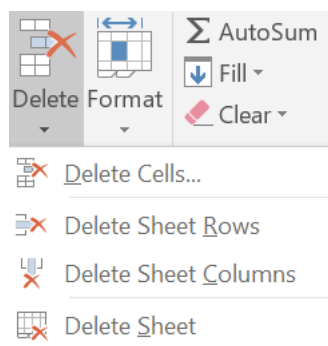 Delete
Format
AutoSum
Fill
Clear
Delete Cells...
Delete Sheet Rows
Delete Sheet Columns
Delete Sheet